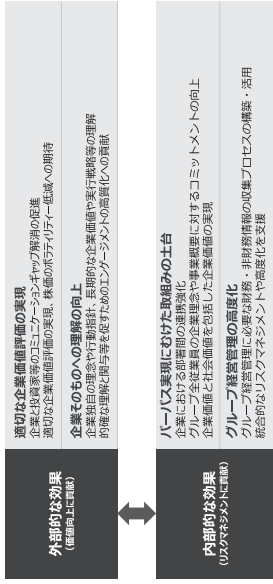 外部的な効果
(価値向上に貢献)
適切な企業価値評価の実現
企業と投資家等のコミュニケーションギャップ解消の促進
適切な企業価値評価の実現、株価のボラティリティー低減への期待
企業そのものへの理解の向上
企業独自の理念や行動指針、長期的な企業価値や実行戦略等の理解
的確な理解と関与等を促すためのエンゲージメントの高質化への貢献
内部的な効果
(リスクマネジメントに貢献)
パーパス実現にむけた取組みの土台
企業における部署間の連携強化
グループ全従業員の企業理念や事業概要に対するコミットメントの向上
企業価値と社会価値を包括した企業価値の実現
グループ経営管理の高度化
グループ経営管理に必要な財務・非財務情報の収集プロセスの構築・活用
統合的なリスクマネジメントや高度化を支援